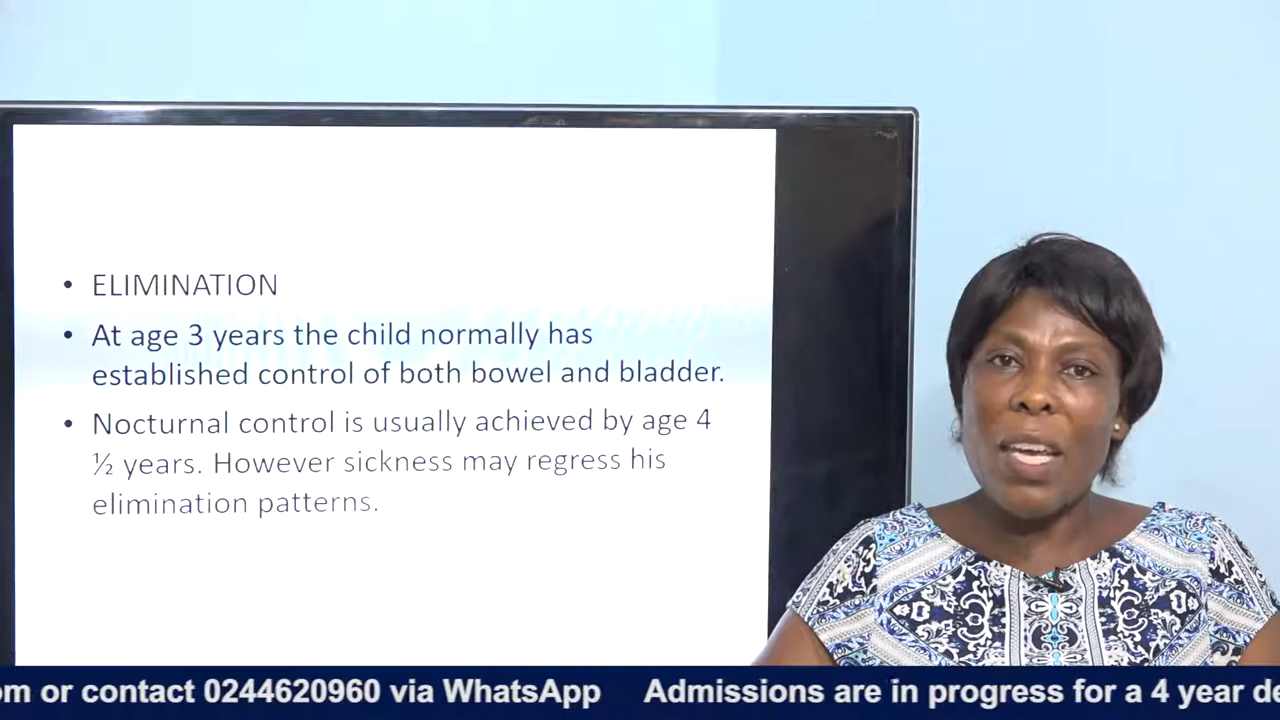 • ELIMINATION
• At age 3 years the child normally has
established control of both bowel and bladder.
• Nocturnal control is usually achieved by age 4
½ years. However sickness may regress his
elimination patterns.
om or contact 0244620960 via WhatsApp Admissions are in progress for a 4 year de